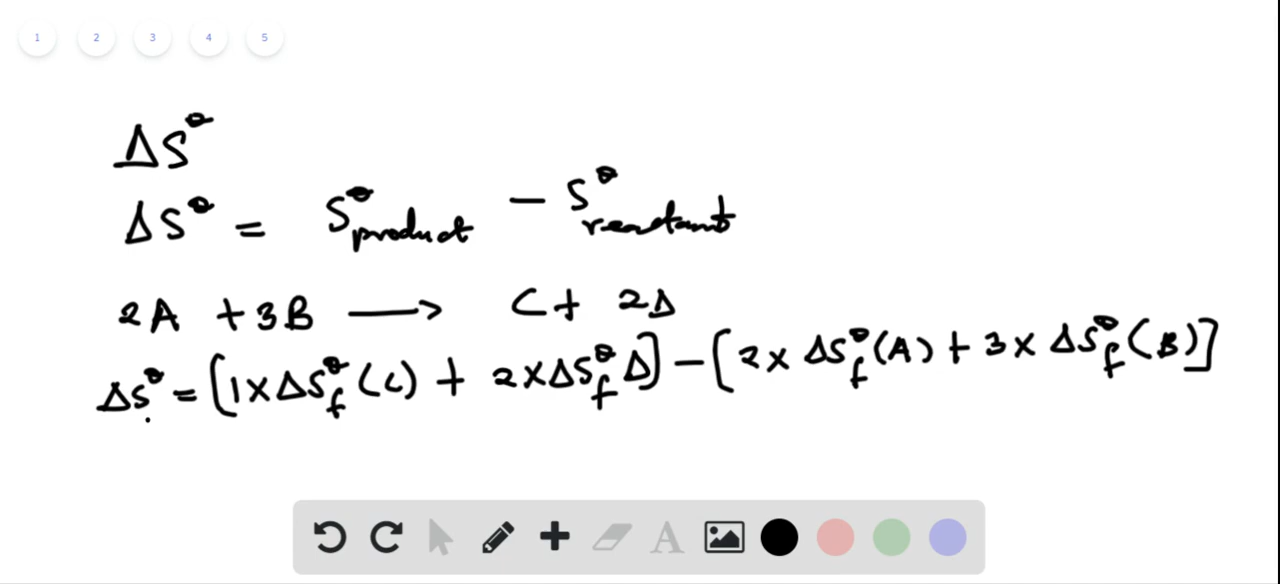 1 2 3 4 5
ΔS°
ΔS° = S°product − S°reactant
2A + 3B ⟶ C + 2Δ
ΔS° = [1×ΔS°f(C) + 2×ΔS°f Δ] − [2× ΔS°f(A) + 3× ΔS°f(B)]
A